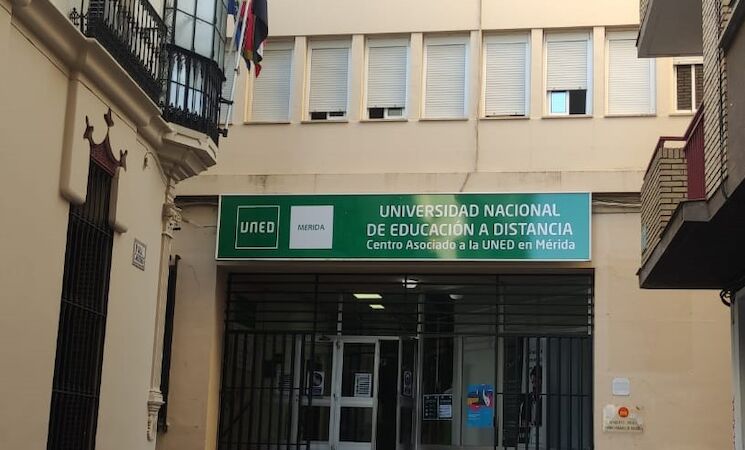 UNED
MERIDA
UNIVERSIDAD NACIONAL
DE EDUCACIÓN A DISTANCIA
Centro Asociado a la UNED en Mérida